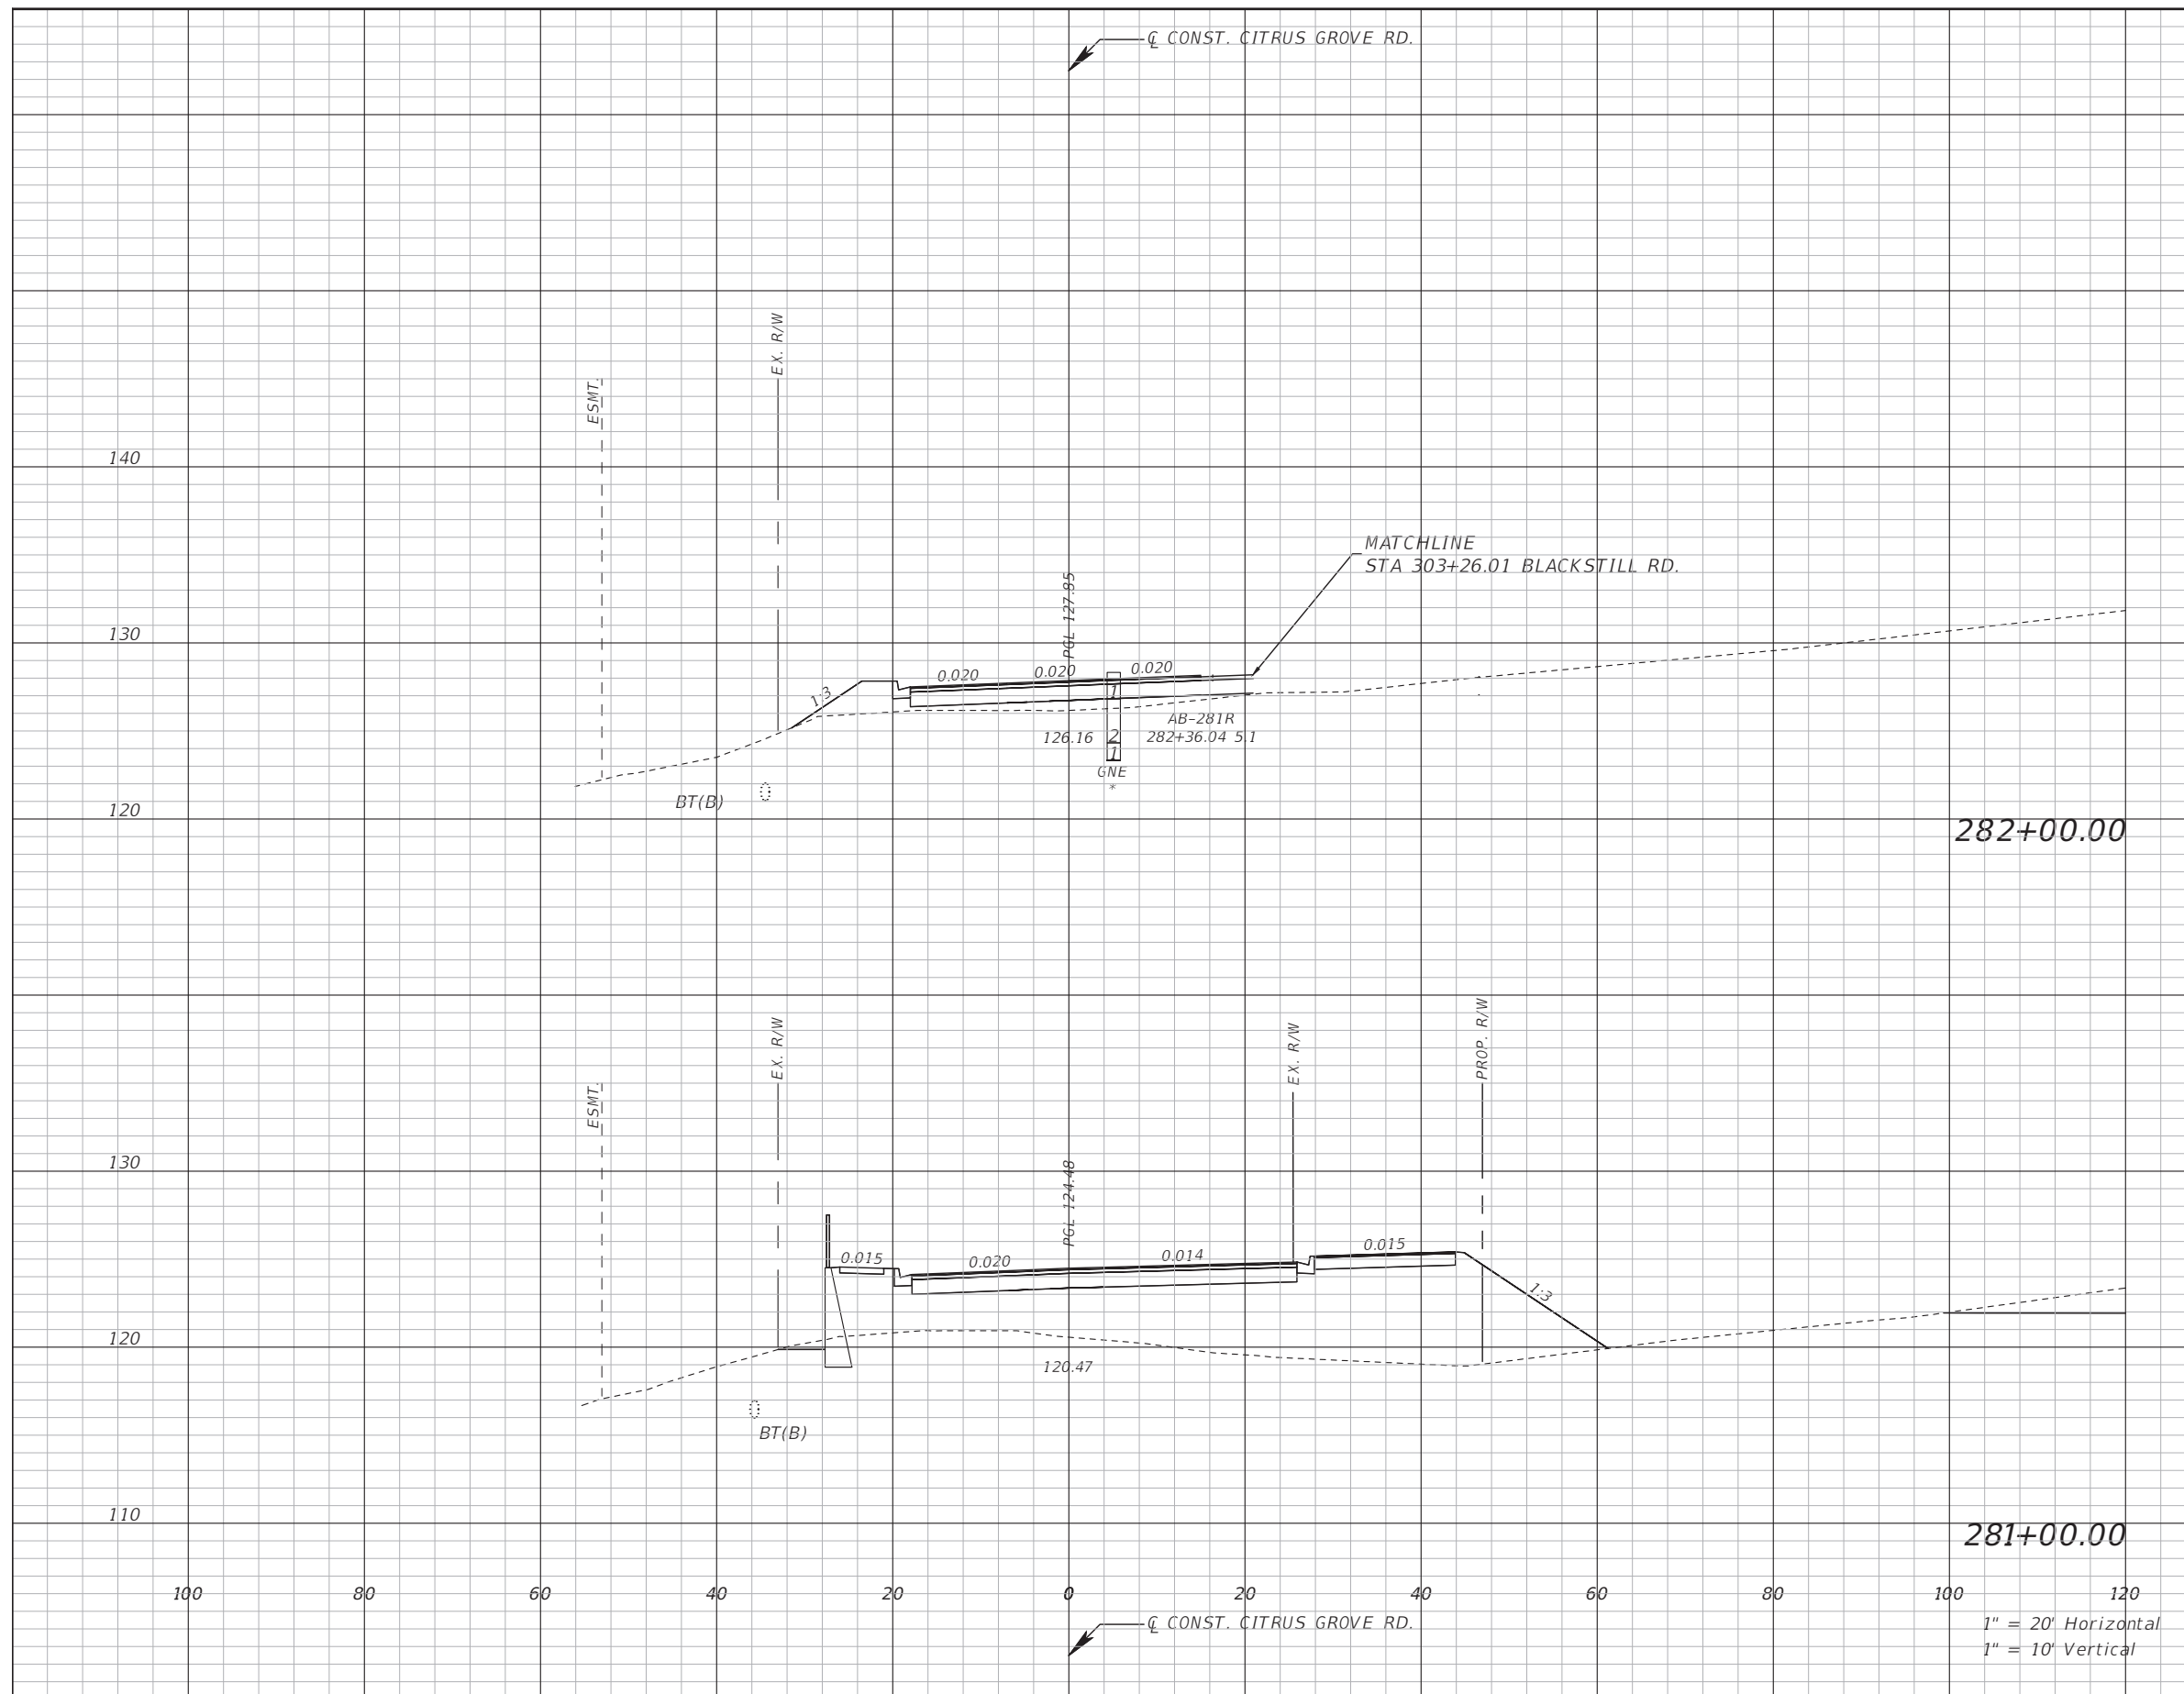 ℄ CONST. CITRUS GROVE RD.
EX. R/W
ESMT.
140
MATCHLINE
STA 303+26.01 BLACKSTILL RD.
PGL 127.85
130
0.020
0.020
0.020
1:3
1
AB-281R
126.16
2
282+36.04 5.1
1
GNE
*
BT(B)
120
282+00.00
EX. R/W
EX. R/W
PROP. R/W
ESMT.
130
PGL 124.48
0.015
0.020
0.014
0.015
1:3
120
120.47
BT(B)
110
281+00.00
100 80 60 40 20 0 20 40 60 80 100 120
℄ CONST. CITRUS GROVE RD.
1" = 20' Horizontal
1" = 10' Vertical